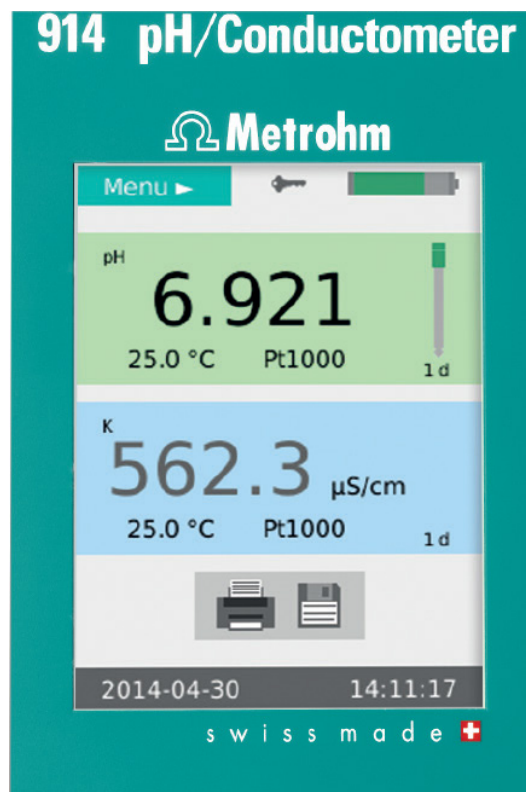 914 pH/Conductometer
Metrohm
Menu ►
pH
6.921
25.0 °C Pt1000 1 d
K
562.3 µS/cm
25.0 °C Pt1000 1 d
2014-04-30 14:11:17
swiss made